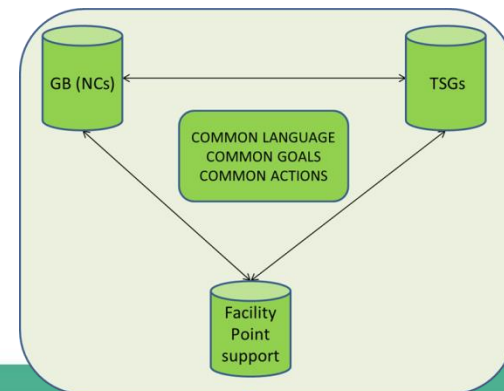 GB (NCs)
TSGs
COMMON LANGUAGE
COMMON GOALS
COMMON ACTIONS
Facility
Point
support